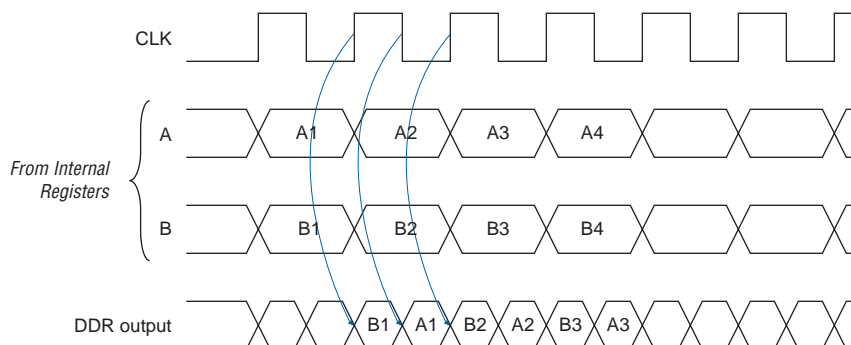 CLK
A
A1 A2 A3 A4
From Internal
Registers
B
B1 B2 B3 B4
DDR output
B1 A1 B2 A2 B3 A3